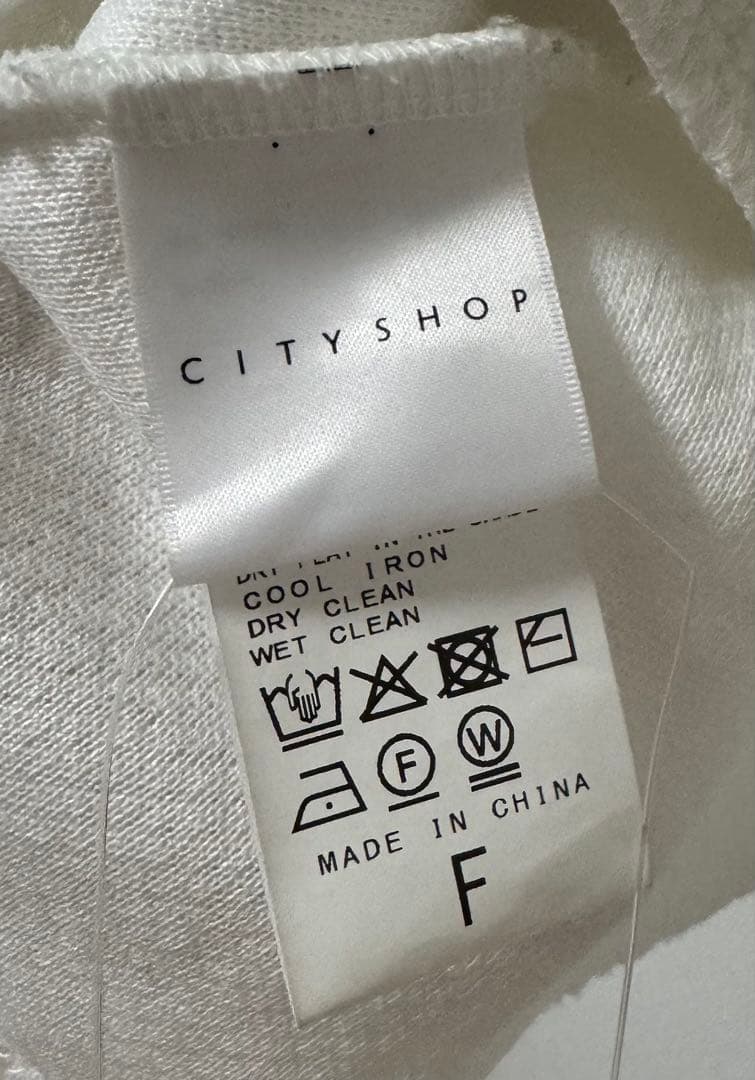 CITYSHOP
COOL IRON
DRY CLEAN
WET CLEAN
F W
MADE IN CHINA
F